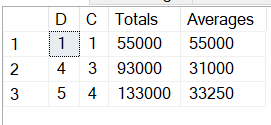 D C Totals Averages
1 1 1 55000 55000
2 4 3 93000 31000
3 5 4 133000 33250